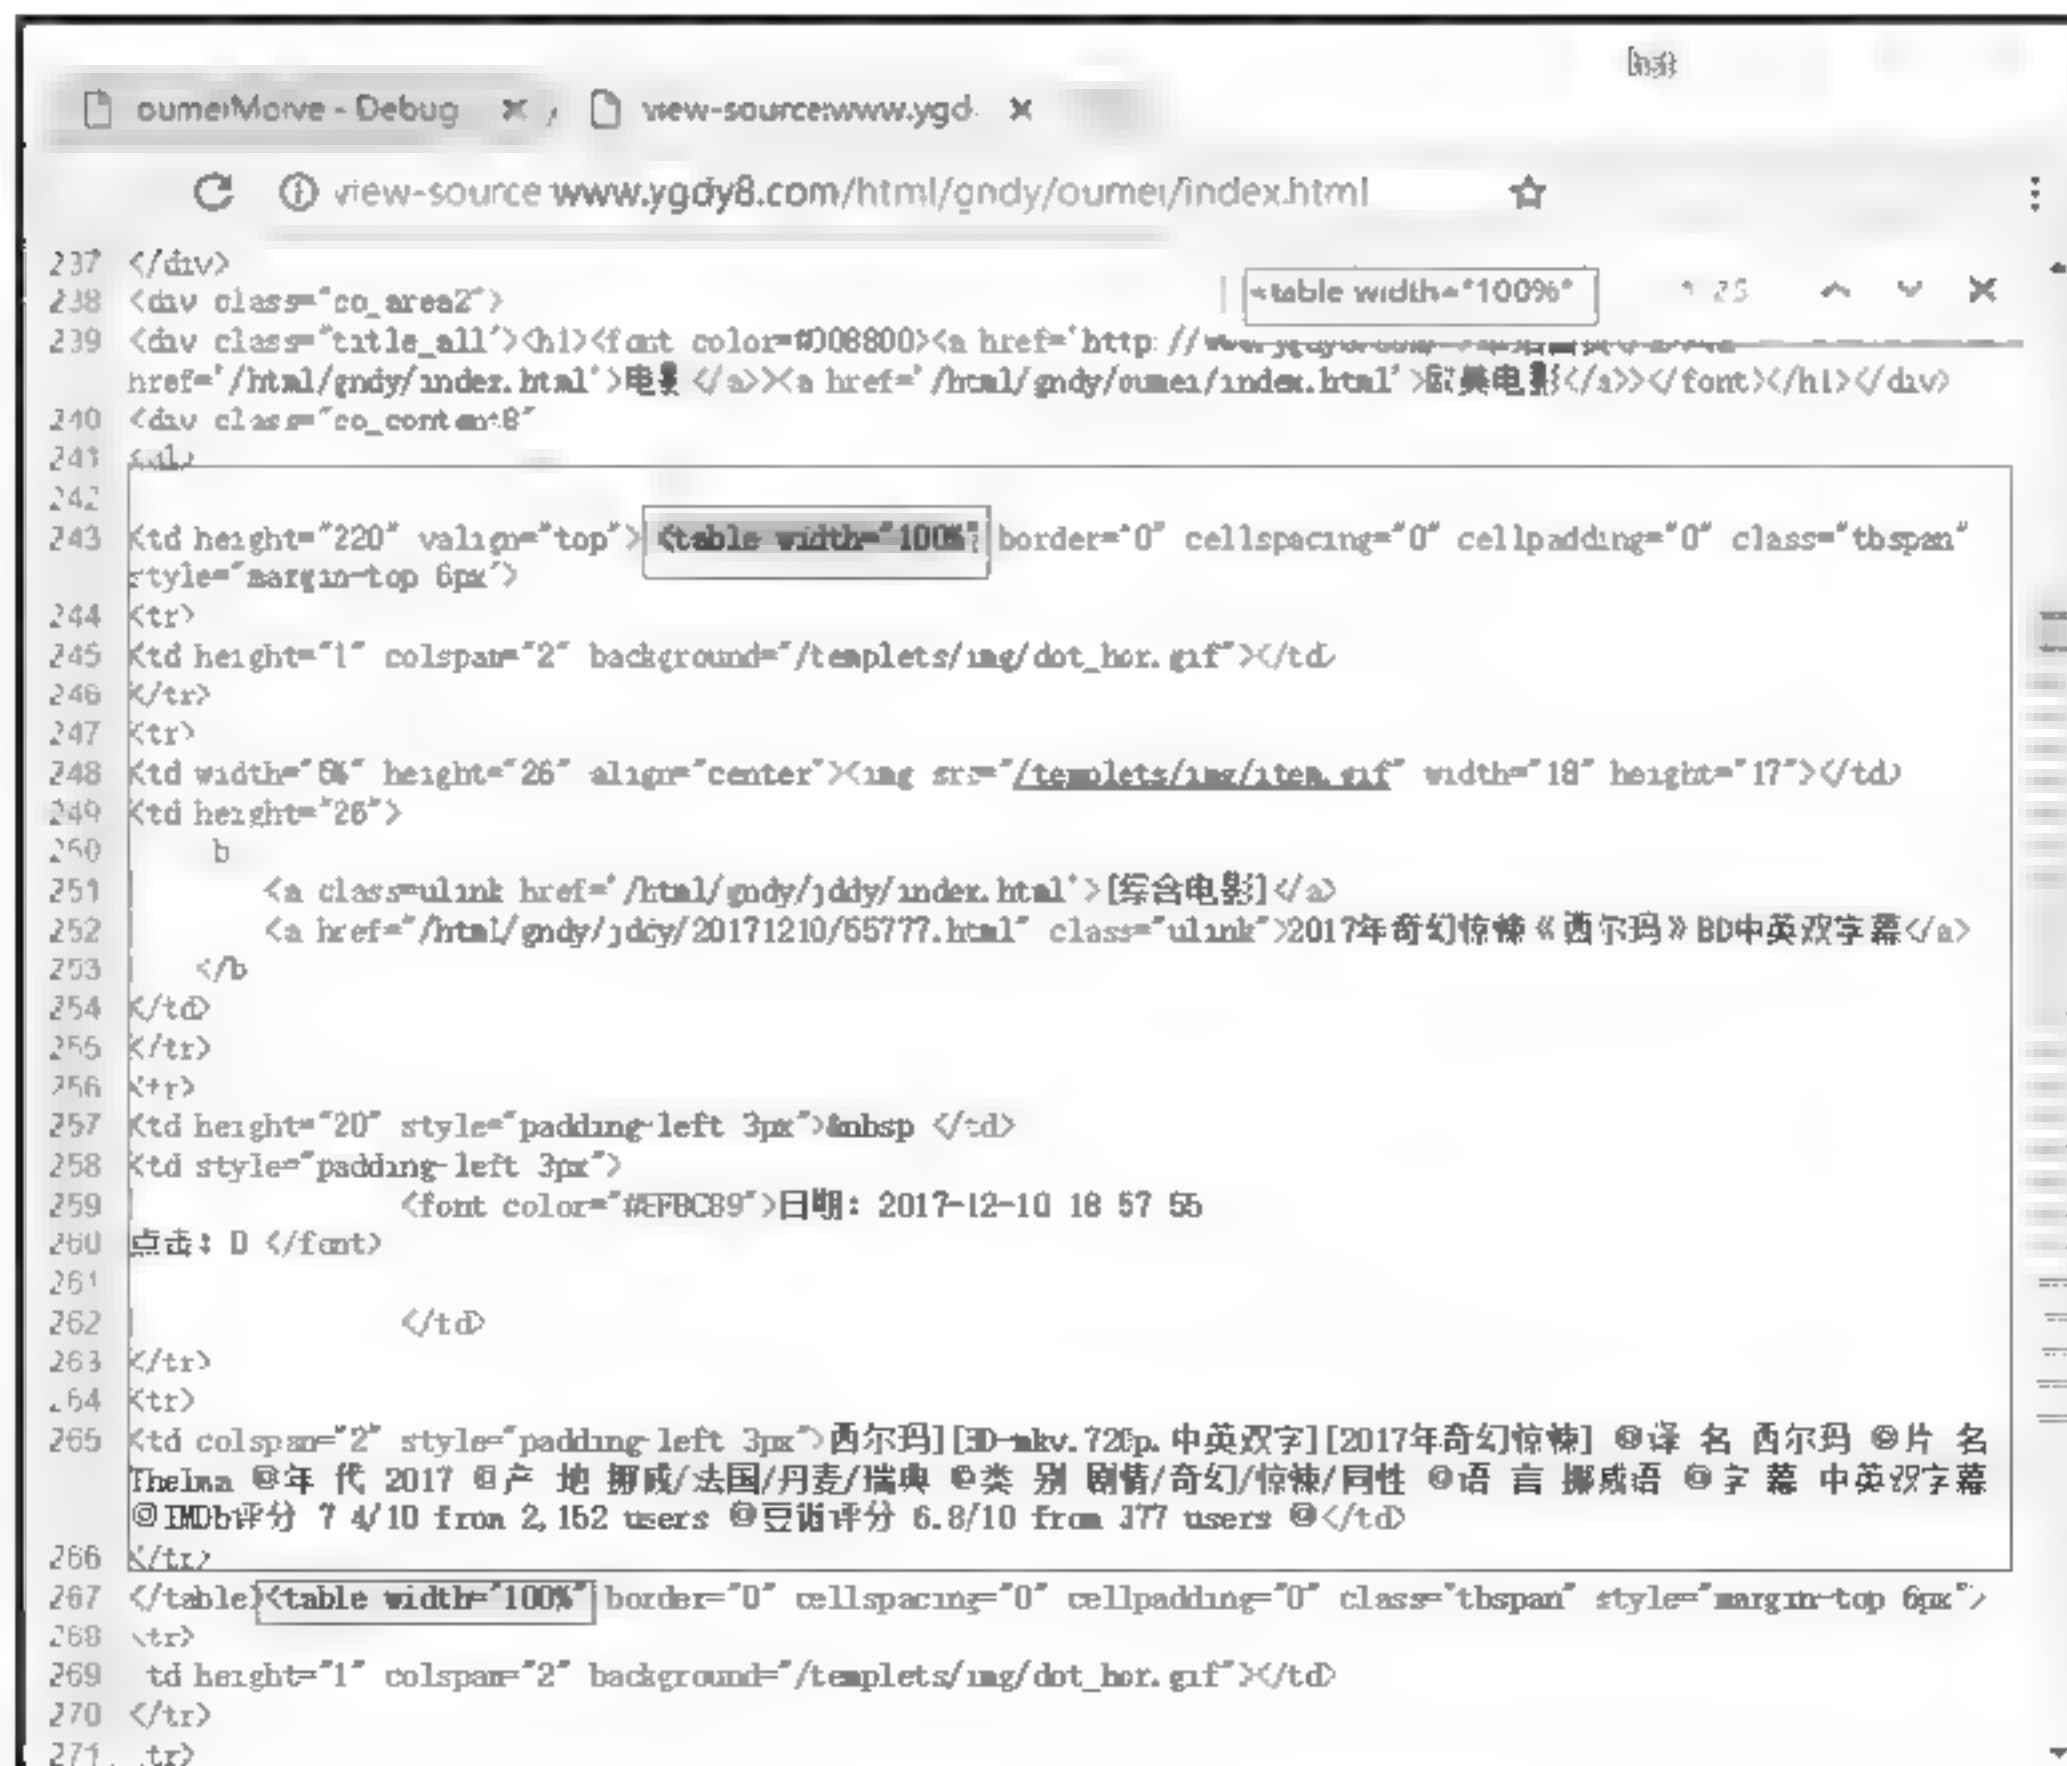 oumeiMoive - Debug × view-source:www.ygd ×
view-source:www.ygdy8.com/html/gndy/oumei/index.html
<table width="100%" 25
237 </div>
238 <div class="co_area2">
239 <div class="title_all"><h1><font color=#008800><a href='http://
href='/html/gndy/index.html'>电影</a>><a href='/html/gndy/oumei/index.html'>欧美电影</a>></font></h1></div>
240 <div class="co_content8"
241 <ul>
242
243 <td height="220" valign="top"> <table width="100%" border="0" cellspacing="0" cellpadding="0" class="tbspan"
style="margin-top 6px">
244 <tr>
245 <td height="1" colspan="2" background="/templets/img/dot_hor.gif"></td>
246 </tr>
247 <tr>
248 <td width="5%" height="26" align="center"><img src="/templets/img/item.gif" width="18" height="17"></td>
249 <td height="26">
250 b
251 <a class=ulink href='/html/gndy/jddy/index.html'>[综合电影]</a>
252 <a href="/html/gndy/jddy/20171210/55777.html" class="ulink">2017年奇幻惊悚《西尔玛》BD中英双字幕</a>
253 </b
254 </td>
255 </tr>
256 <tr>
257 <td height="20" style="padding-left 3px">&nbsp </td>
258 <td style="padding-left 3px">
259 <font color="#8F8C89">日期：2017-12-10 18 57 55
260 点击：0 </font>
261
262 </td>
263 </tr>
264 <tr>
265 <td colspan="2" style="padding-left 3px">西尔玛][BD-mkv.720p.中英双字][2017年奇幻惊悚] ◎译 名 西尔玛 ◎片 名
Thelma ◎年 代 2017 ◎产 地 挪威/法国/丹麦/瑞典 ◎类 别 剧情/奇幻/惊悚/同性 ◎语 言 挪威语 ◎字 幕 中英双字幕
◎IMDb评分 7 4/10 from 2,152 users ◎豆瓣评分 6.8/10 from 377 users ◎</td>
266 </tr>
267 </table><table width="100%" border="0" cellspacing="0" cellpadding="0" class="tbspan" style="margin-top 6px">
268 <tr>
269 td height="1" colspan="2" background="/templets/img/dot_hor.gif"></td>
270 </tr>
271 tr>